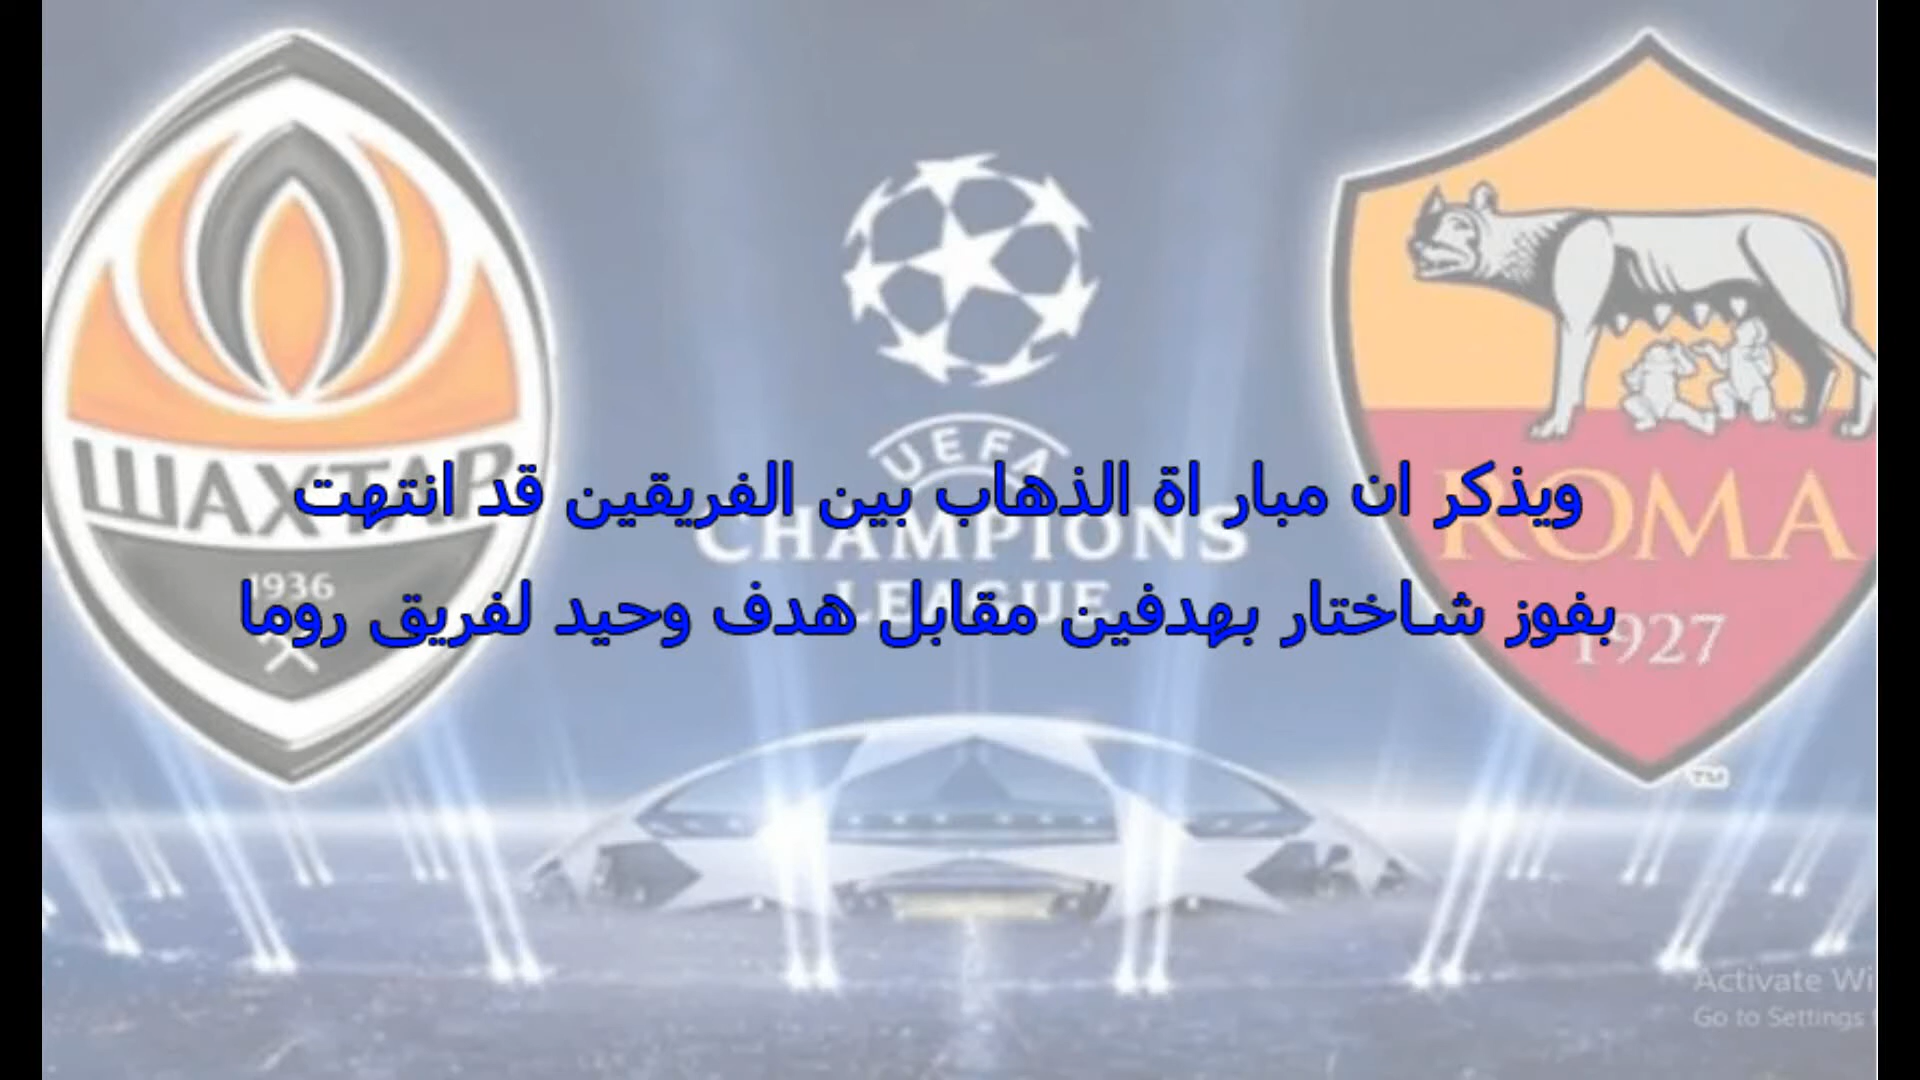 ШАХТАР
1936
UEFA
CHAMPIONS
LEAGUE
ROMA
1927
TM
ويذكر ان مبار اة الذهاب بين الفريقين قد انتهت
بفوز شاختار بهدفين مقابل هدف وحيد لفريق روما
Activate Wi
Go to Settings